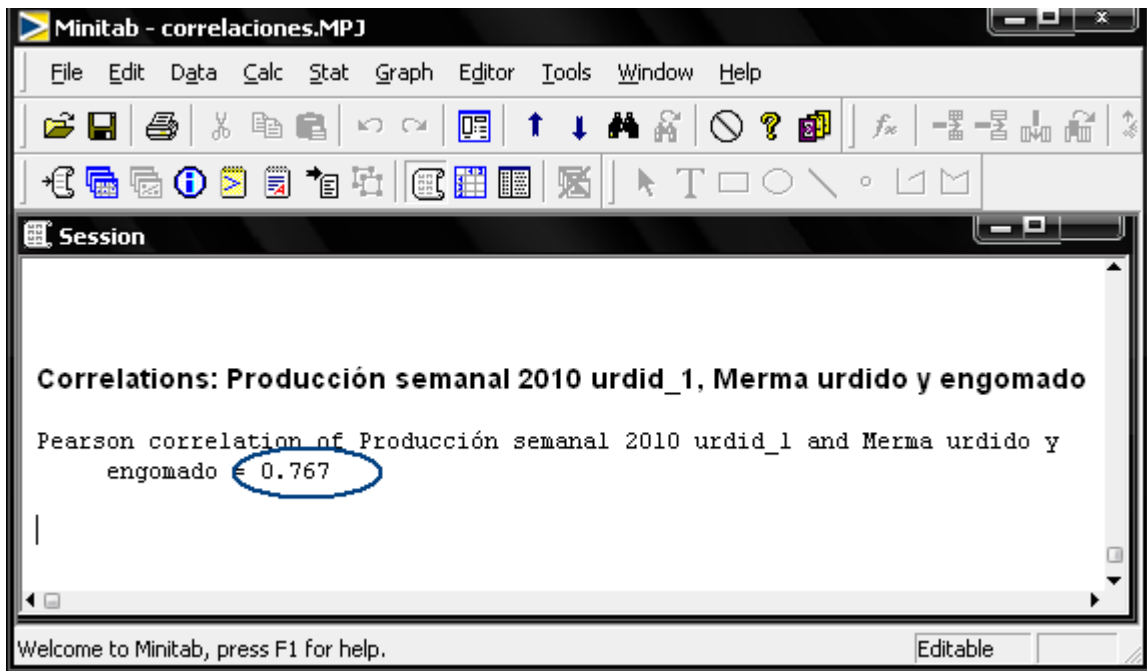 Minitab - correlaciones.MPJ
File Edit Data Calc Stat Graph Editor Tools Window Help
Session
Correlations: Producción semanal 2010 urdid_1, Merma urdido y engomado
Pearson correlation of Producción semanal 2010 urdid_1 and Merma urdido y
engomado = 0.767
Welcome to Minitab, press F1 for help.
Editable